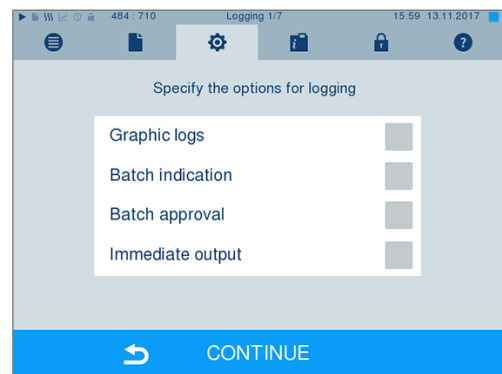 484 : 710 Logging 1/7 15:59 13.11.2017
Specify the options for logging
Graphic logs
Batch indication
Batch approval
Immediate output
CONTINUE